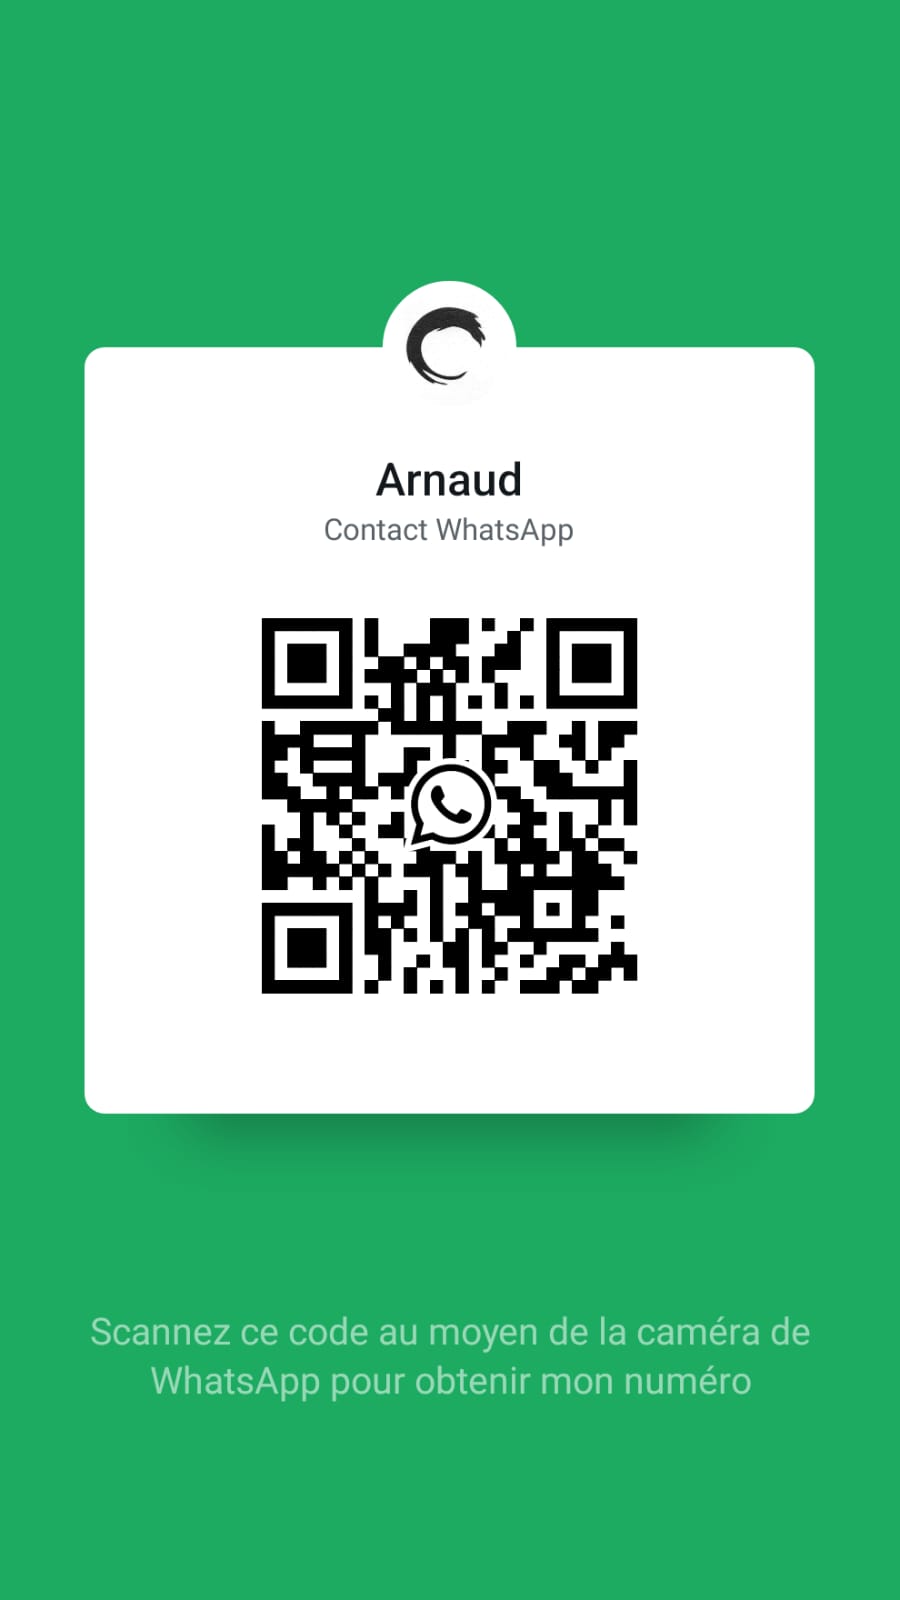 Arnaud
Contact WhatsApp
Scannez ce code au moyen de la caméra de
WhatsApp pour obtenir mon numéro